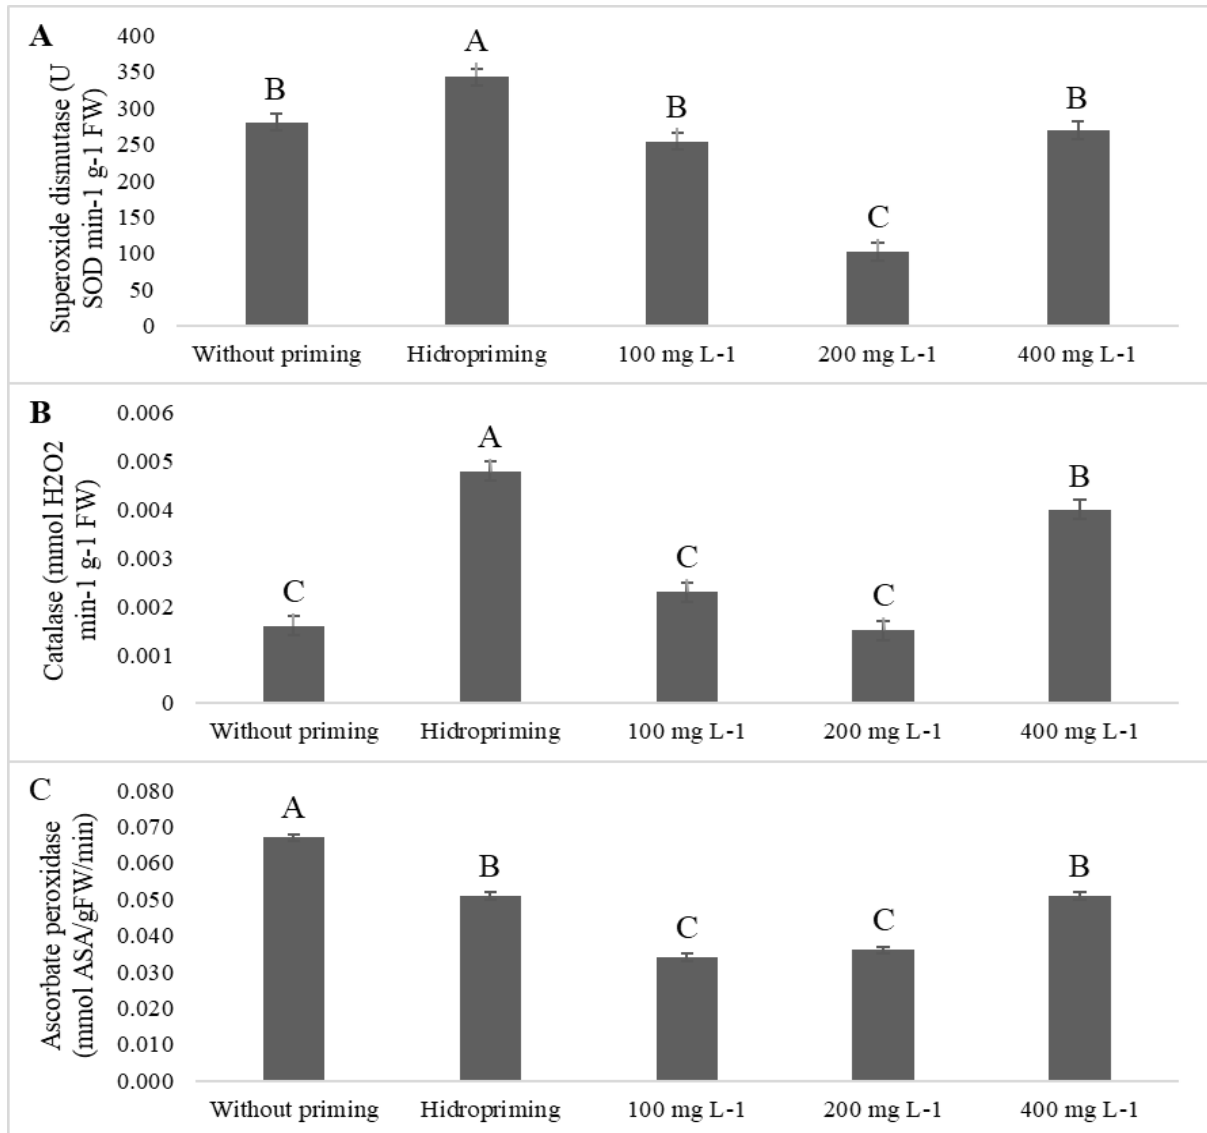 A
Superoxide dismutase (U
SOD min-1 g-1 FW)
400
350
300
250
200
150
100
50
0
B
A
B
C
B
Without priming
Hidropriming
100 mg L-1
200 mg L-1
400 mg L-1
B
Catalase (mmol H2O2
min-1 g-1 FW)
0.006
0.005
0.004
0.003
0.002
0.001
0
C
A
C
C
B
Without priming
Hidropriming
100 mg L-1
200 mg L-1
400 mg L-1
C
Ascorbate peroxidase
(mmol ASA/gFW/min)
0.080
0.070
0.060
0.050
0.040
0.030
0.020
0.010
0.000
A
B
C
C
B
Without priming
Hidropriming
100 mg L-1
200 mg L-1
400 mg L-1